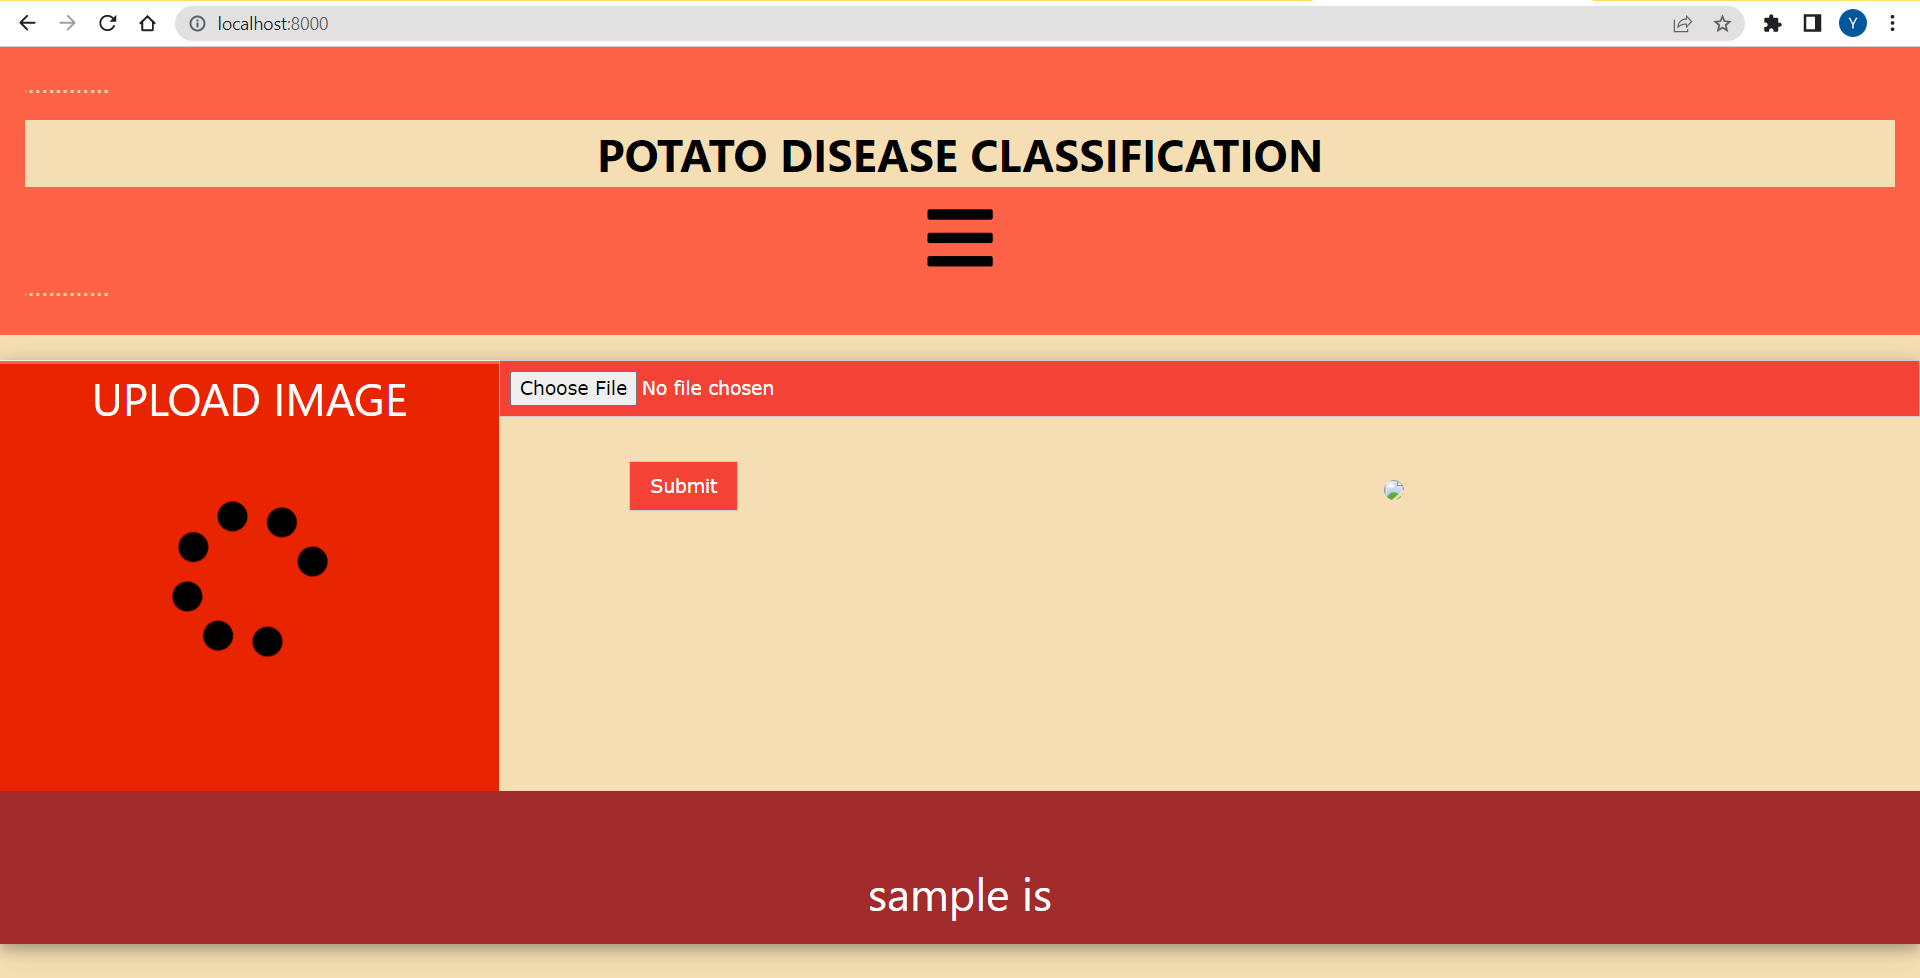 localhost:8000
Y
POTATO DISEASE CLASSIFICATION
UPLOAD IMAGE
Choose File No file chosen
Submit
sample is